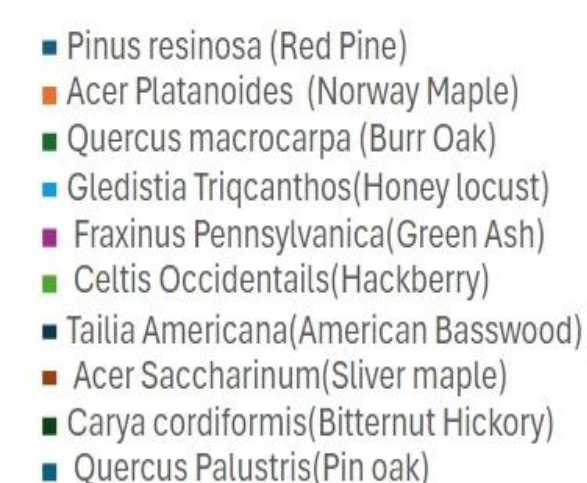 Pinus resinosa (Red Pine)
Acer Platanoides (Norway Maple)
Quercus macrocarpa (Burr Oak)
Gledistia Triqcanthos(Honey locust)
Fraxinus Pennsylvanica(Green Ash)
Celtis Occidentails(Hackberry)
Tailia Americana(American Basswood)
Acer Saccharinum(Sliver maple)
Carya cordiformis(Bitternut Hickory)
Quercus Palustris(Pin oak)